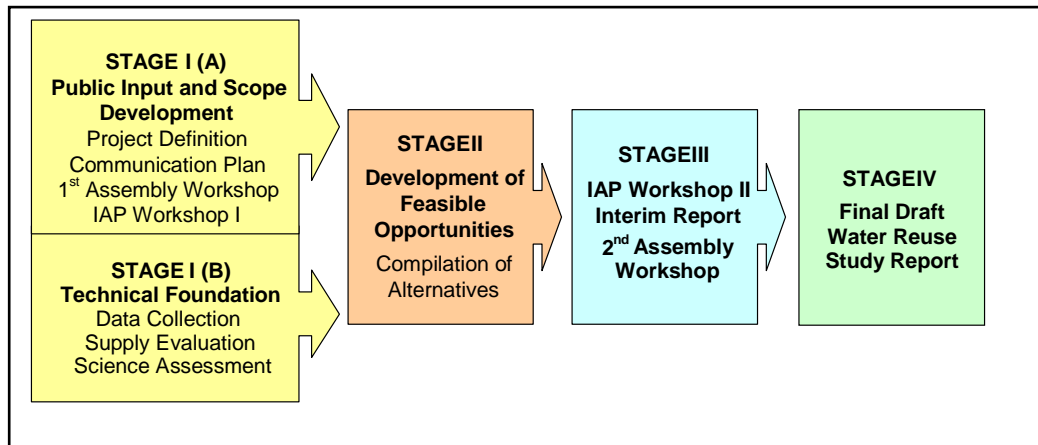 STAGE I (A)
Public Input and Scope
Development
Project Definition
Communication Plan
1st Assembly Workshop
IAP Workshop I
STAGE I (B)
Technical Foundation
Data Collection
Supply Evaluation
Science Assessment
STAGEII
Development of
Feasible
Opportunities
Compilation of
Alternatives
STAGEIII
IAP Workshop II
Interim Report
2nd Assembly
Workshop
STAGEIV
Final Draft
Water Reuse
Study Report